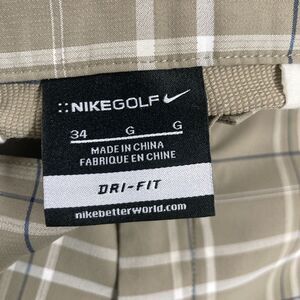 ::NIKEGOLF
34 G G
MADE IN CHINA
FABRIQUE EN CHINE
DRI-FIT
nikebetterworld.com